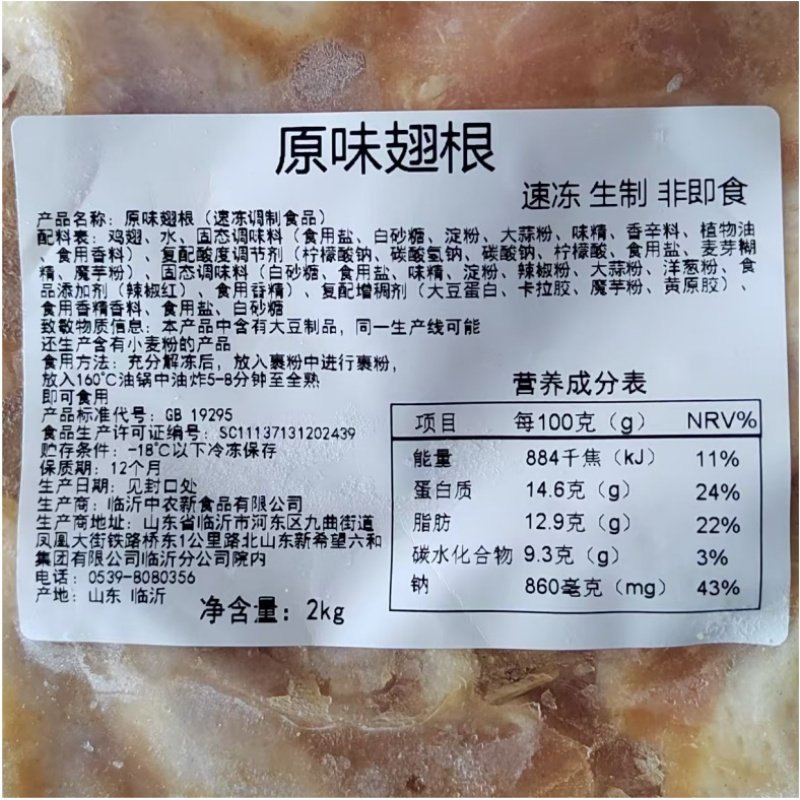 原味翅根
速冻 生制 非即食
产品名称：原味翅根（速冻调制食品）
配料表：鸡翅、水、固态调味料（食用盐、白砂糖、淀粉、大蒜粉、味精、香辛料、植物油
、食用香料）、复配酸度调节剂（柠檬酸钠、碳酸氢钠、碳酸钠、柠檬酸、食用盐、麦芽糊
精、魔芋粉）、固态调味料（白砂糖、食用盐、味精、淀粉、辣椒粉、大蒜粉、洋葱粉、食
品添加剂（辣椒红）、食用香精）、复配增稠剂（大豆蛋白、卡拉胶、魔芋粉、黄原胶）、
食用香精香料、食用盐、白砂糖
致敏物质信息：本产品中含有大豆制品，同一生产线可能
还生产含有小麦粉的产品
食用方法：充分解冻后，放入裹粉中进行裹粉，
放入160℃油锅中油炸5-8分钟至全熟
即可食用
产品标准代号：GB 19295
食品生产许可证编号：SC11137131202439
贮存条件：-18℃以下冷冻保存
保质期：12个月
生产日期：见封口处
生产商：临沂中农新食品有限公司
生产商地址：山东省临沂市河东区九曲街道
凤凰大街铁路桥东1公里路北山东新希望六和
集团有限公司临沂分公司院内
电话：0539-8080356
产地：山东 临沂
净含量：2kg
营养成分表
项目 每100克（g） NRV%
能量 884千焦（kJ） 11%
蛋白质 14.6克（g） 24%
脂肪 12.9克（g） 22%
碳水化合物 9.3克（g） 3%
钠 860毫克（mg） 43%